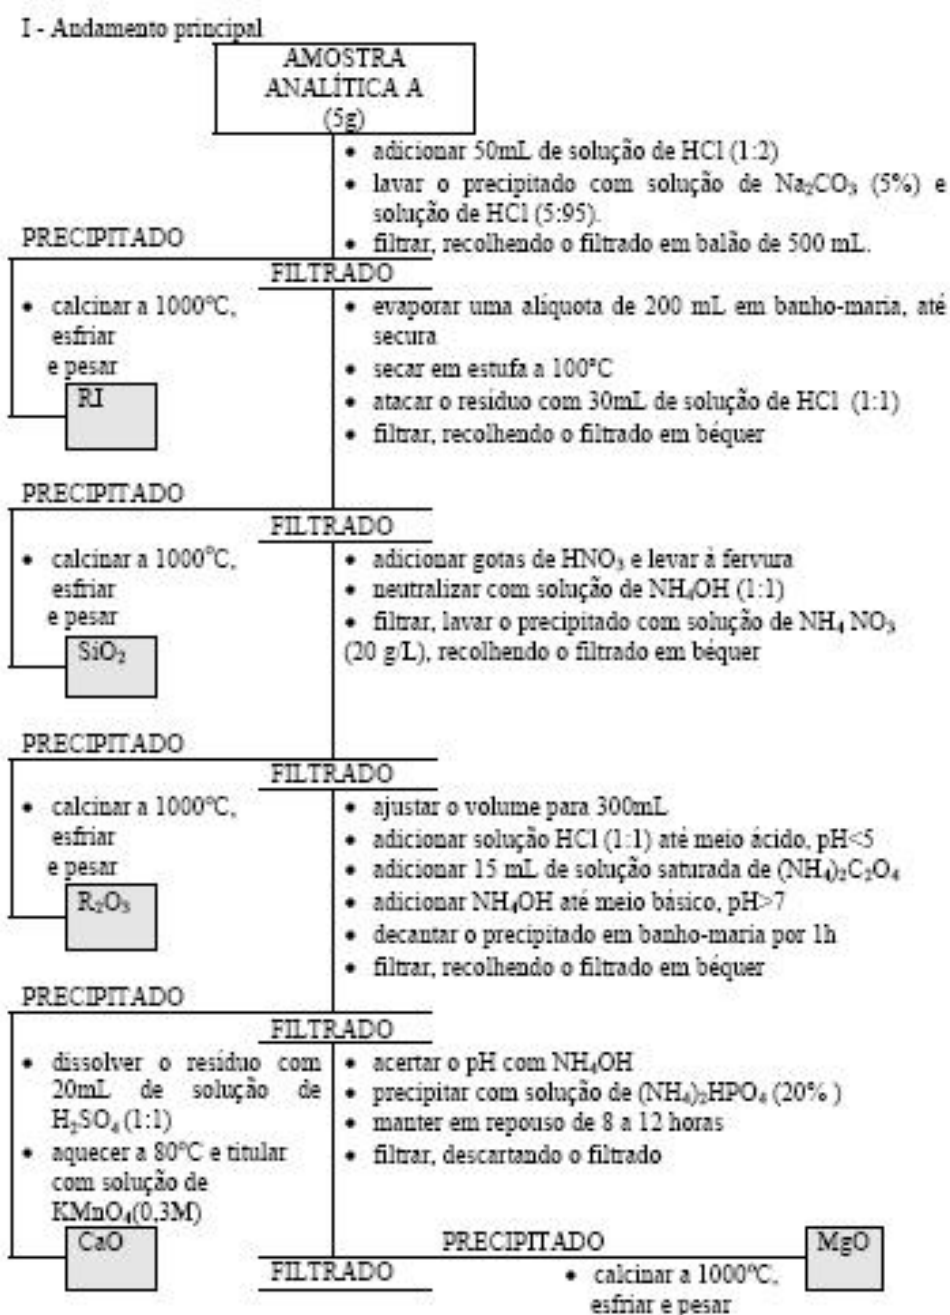 I - Andamento principal
AMOSTRA
ANALÍTICA A
(5g)
• adicionar 50mL de solução de HCl (1:2)
• lavar o precipitado com solução de Na₂CO₃ (5%) e
solução de HCl (5:95).
• filtrar, recolhendo o filtrado em balão de 500 mL.
PRECIPITADO
FILTRADO
• calcinar a 1000°C,
esfriar
e pesar
RI
• evaporar uma alíquota de 200 mL em banho-maria, até
secura
• secar em estufa a 100°C
• atacar o resíduo com 30mL de solução de HCl (1:1)
• filtrar, recolhendo o filtrado em béquer
PRECIPITADO
FILTRADO
• calcinar a 1000°C,
esfriar
e pesar
SiO₂
• adicionar gotas de HNO₃ e levar à fervura
• neutralizar com solução de NH₄OH (1:1)
• filtrar, lavar o precipitado com solução de NH₄ NO₃
(20 g/L), recolhendo o filtrado em béquer
PRECIPITADO
FILTRADO
• calcinar a 1000°C,
esfriar
e pesar
R₂O₃
• ajustar o volume para 300mL
• adicionar solução HCl (1:1) até meio ácido, pH<5
• adicionar 15 mL de solução saturada de (NH₄)₂C₂O₄
• adicionar NH₄OH até meio básico, pH>7
• decantar o precipitado em banho-maria por 1h
• filtrar, recolhendo o filtrado em béquer
PRECIPITADO
FILTRADO
• dissolver o resíduo com
20mL de solução de
H₂SO₄ (1:1)
• aquecer a 80°C e titular
com solução de
KMnO₄(0,3M)
CaO
• acertar o pH com NH₄OH
• precipitar com solução de (NH₄)₂HPO₄ (20% )
• manter em repouso de 8 a 12 horas
• filtrar, descartando o filtrado
PRECIPITADO
MgO
FILTRADO
• calcinar a 1000°C,
esfriar e pesar